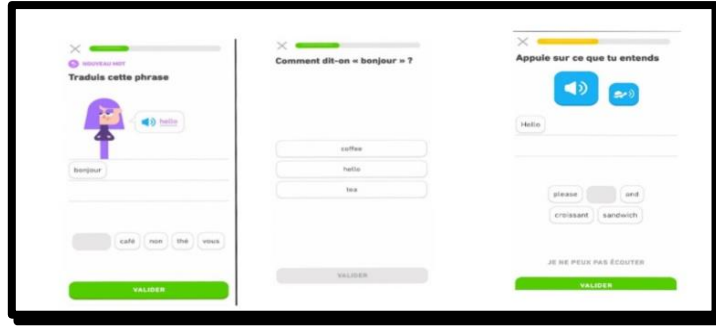 NOUVEAU MOT
Traduis cette phrase
hello
bonjour
café non thé vous
VALIDER
Comment dit-on « bonjour » ?
coffee
hello
tea
VALIDER
Appuie sur ce que tu entends
Hello
please and
croissant sandwich
JE NE PEUX PAS ÉCOUTER
VALIDER